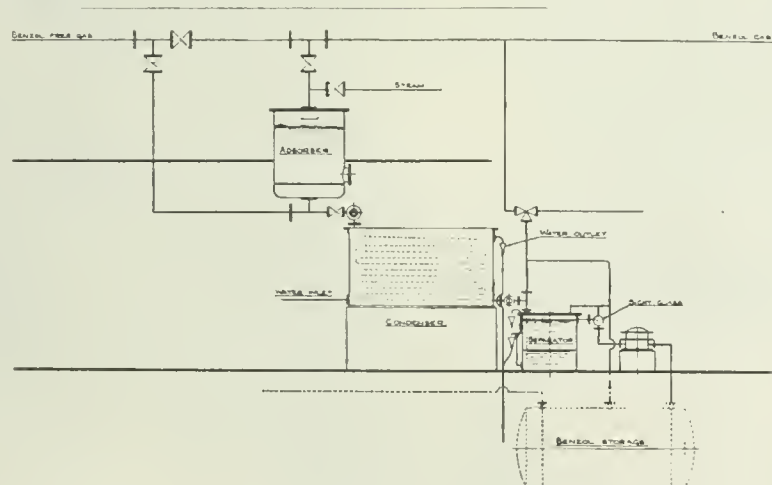 BENZOL FREE GAS
BENZOL GAS
STEAM
ADSORBER
WATER OUTLET
WATER INLET
SIGHT GLASS
CONDENSER
SEPARATOR
BENZOL STORAGE